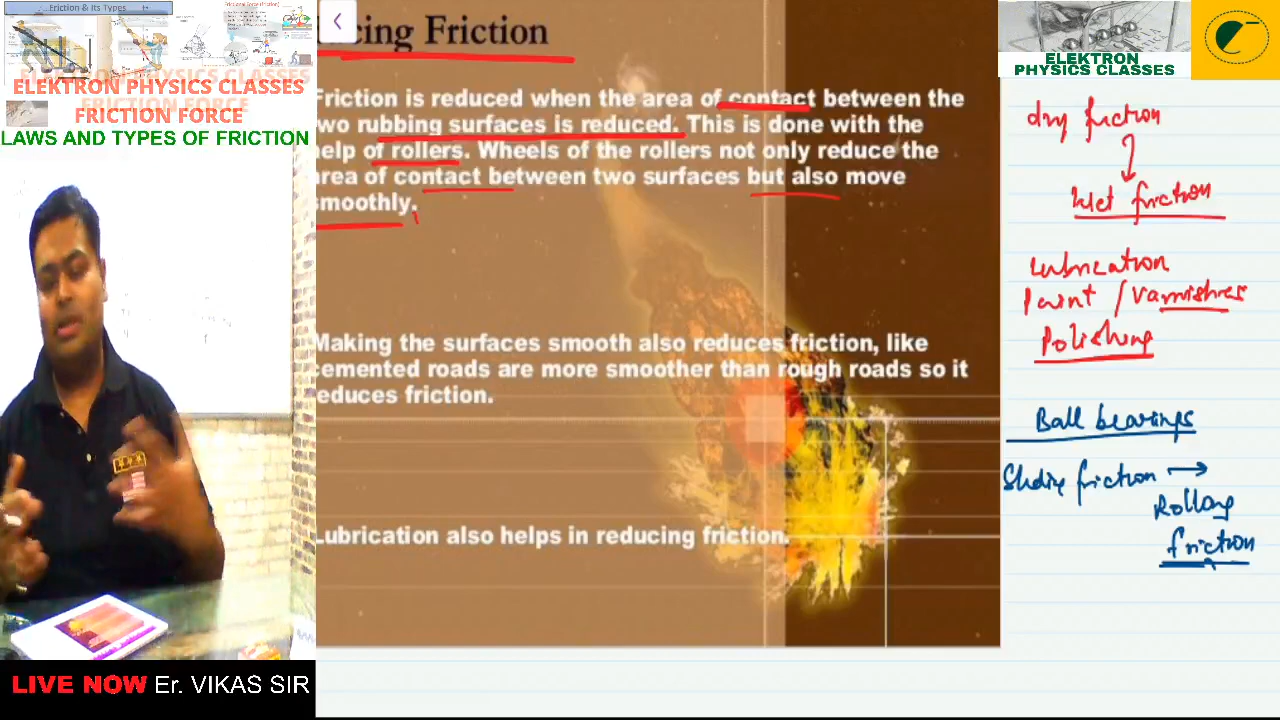 Friction & Its Types
ELEKTRON PHYSICS CLASSES
FRICTION FORCE
LAWS AND TYPES OF FRICTION
LIVE NOW Er. VIKAS SIR
cing Friction
Friction is reduced when the area of contact between the
two rubbing surfaces is reduced. This is done with the
help of rollers. Wheels of the rollers not only reduce the
area of contact between two surfaces but also move
smoothly.
Making the surfaces smooth also reduces friction, like
cemented roads are more smoother than rough roads so it
educes friction.
Lubrication also helps in reducing friction.
ELEKTRON
PHYSICS CLASSES
dry friction
Wet friction
Lubrication
Paint / Varnishes
Polishing
Ball bearings
Sliding friction →
Rolling
friction